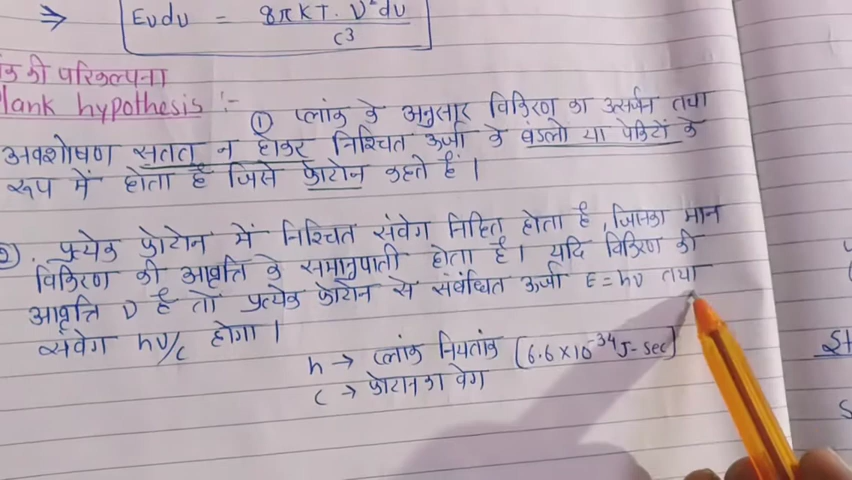 ⇒ Eνdν = 8πKT. ν²dν / c³
की परिकल्पना
lank hypothesis :-
① प्लांक के अनुसार विकिरण का उत्सर्जन तथा
अवशोषण सतत न होकर निश्चित ऊर्जा के बंडलो या पेकिटों के
रूप में होता है जिसे फोटोन कहते हैं ।
②. प्रत्येक फोटोन में निश्चित संवेग निहित होता है, जिसका मान
विकिरण की आवृत्ति के समानुपाती होता है। यदि विकिरण की
आवृत्ति ν है तो प्रत्येक फोटोन से संबंधित ऊर्जा E = hν तथा
संवेग hν/c होगा ।
h → प्लांक नियतांक [6.6×10⁻³⁴ J-sec]
c → फोटानका वेग